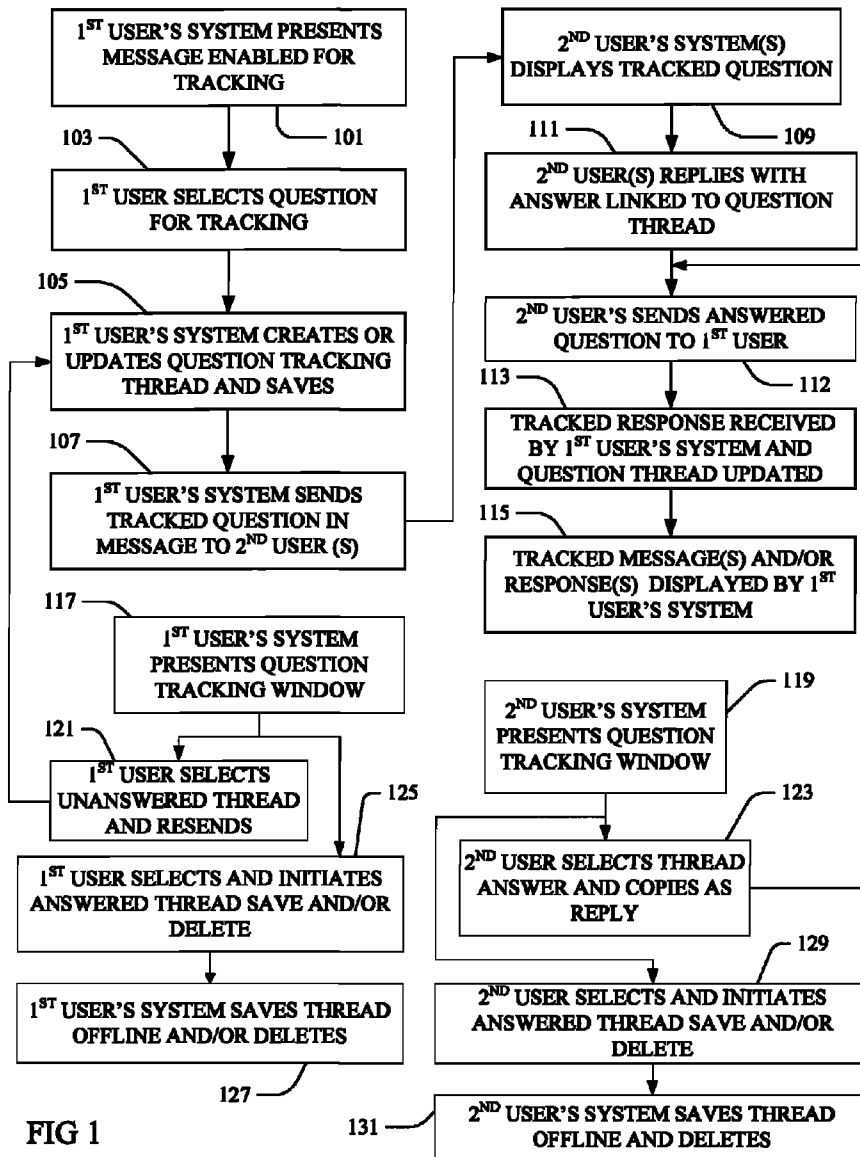 1ST USER'S SYSTEM PRESENTS
MESSAGE ENABLED FOR
TRACKING
101
103
1ST USER SELECTS QUESTION
FOR TRACKING
105
1ST USER'S SYSTEM CREATES OR
UPDATES QUESTION TRACKING
THREAD AND SAVES
107
1ST USER'S SYSTEM SENDS
TRACKED QUESTION IN
MESSAGE TO 2ND USER (S)
2ND USER'S SYSTEM(S)
DISPLAYS TRACKED QUESTION
109
111
2ND USER(S) REPLIES WITH
ANSWER LINKED TO QUESTION
THREAD
2ND USER'S SENDS ANSWERED
QUESTION TO 1ST USER
112
113
TRACKED RESPONSE RECEIVED
BY 1ST USER'S SYSTEM AND
QUESTION THREAD UPDATED
115
TRACKED MESSAGE(S) AND/OR
RESPONSE(S) DISPLAYED BY 1ST
USER'S SYSTEM
117
1ST USER'S SYSTEM
PRESENTS QUESTION
TRACKING WINDOW
121
1ST USER SELECTS
UNANSWERED THREAD
AND RESENDS
125
1ST USER SELECTS AND INITIATES
ANSWERED THREAD SAVE AND/OR
DELETE
1ST USER'S SYSTEM SAVES THREAD
OFFLINE AND/OR DELETES
127
119
2ND USER'S SYSTEM
PRESENTS QUESTION
TRACKING WINDOW
123
2ND USER SELECTS THREAD
ANSWER AND COPIES AS
REPLY
129
2ND USER SELECTS AND INITIATES
ANSWERED THREAD SAVE AND/OR
DELETE
131
2ND USER'S SYSTEM SAVES THREAD
OFFLINE AND DELETES
FIG 1